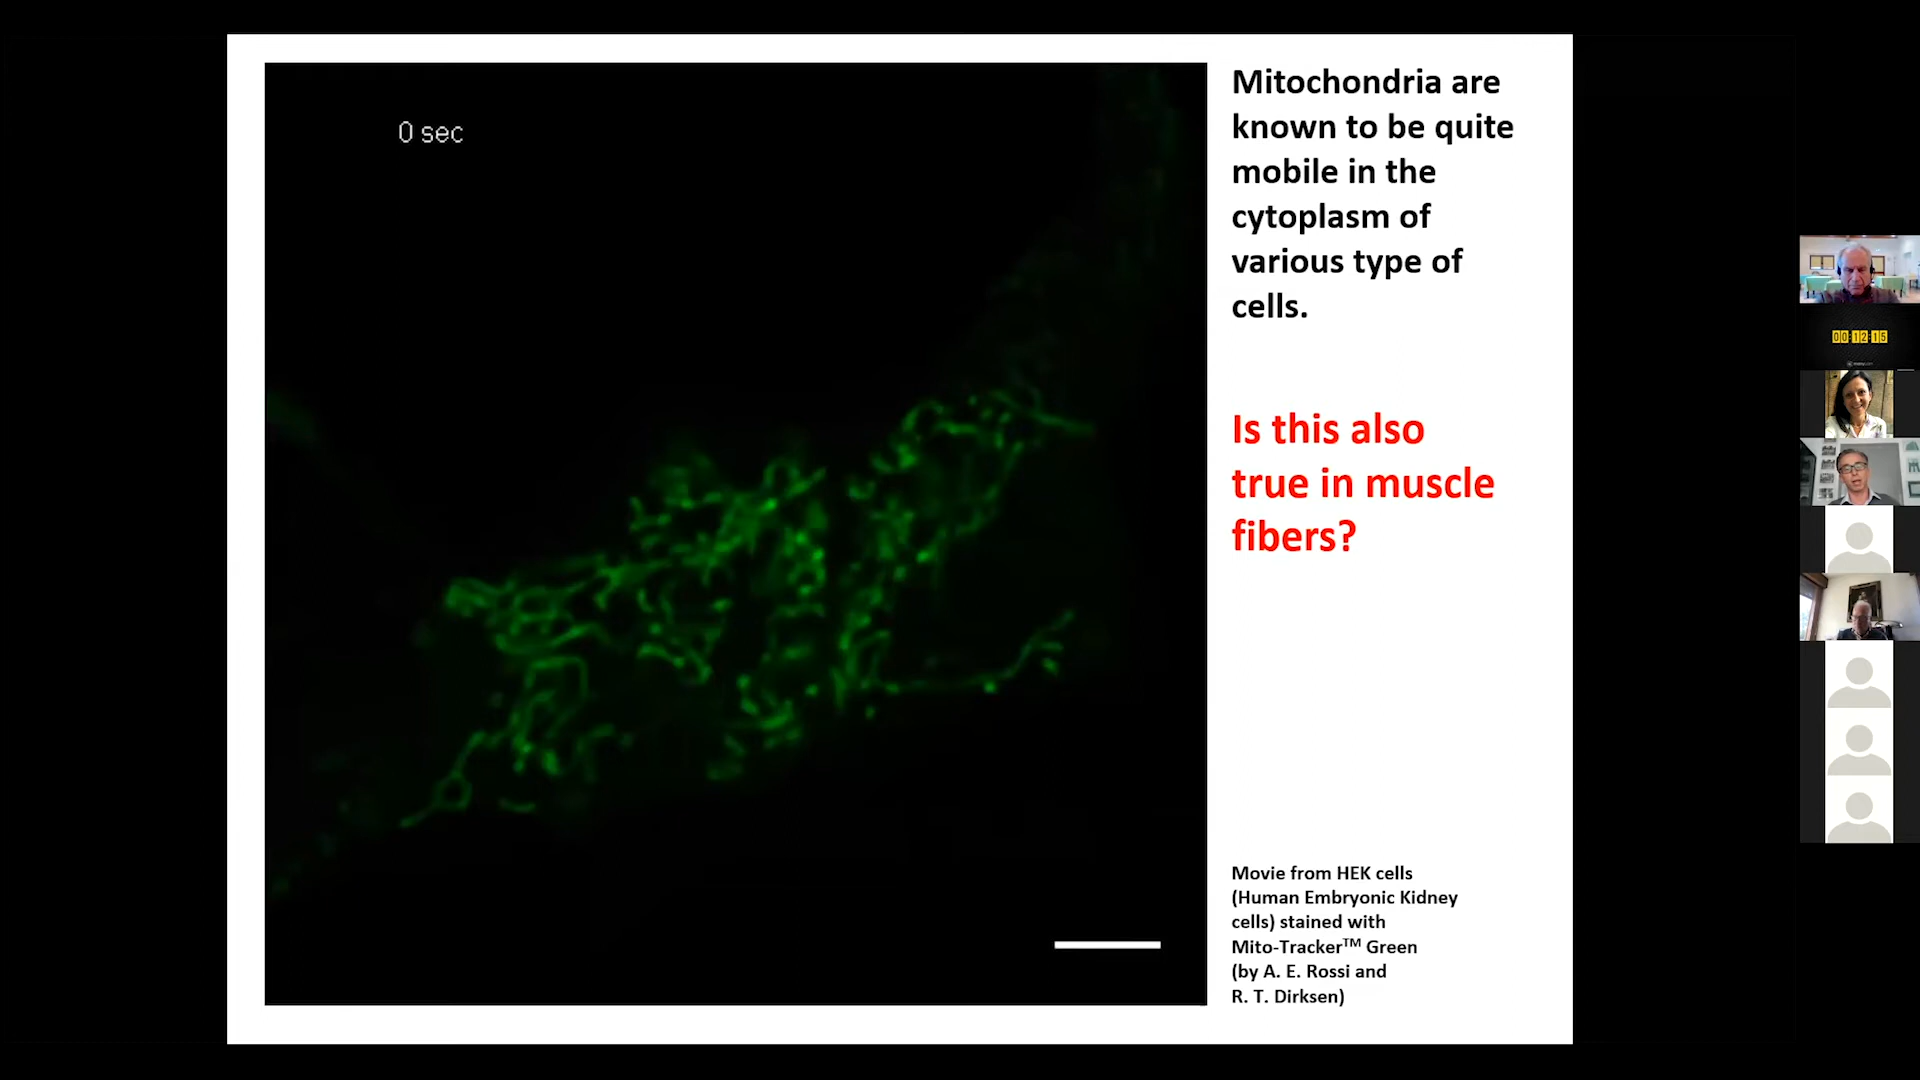 0 sec
Mitochondria are
known to be quite
mobile in the
cytoplasm of
various type of
cells.
Is this also
true in muscle
fibers?
Movie from HEK cells
(Human Embryonic Kidney
cells) stained with
Mito-Tracker™ Green
(by A. E. Rossi and
R. T. Dirksen)
00:12:15